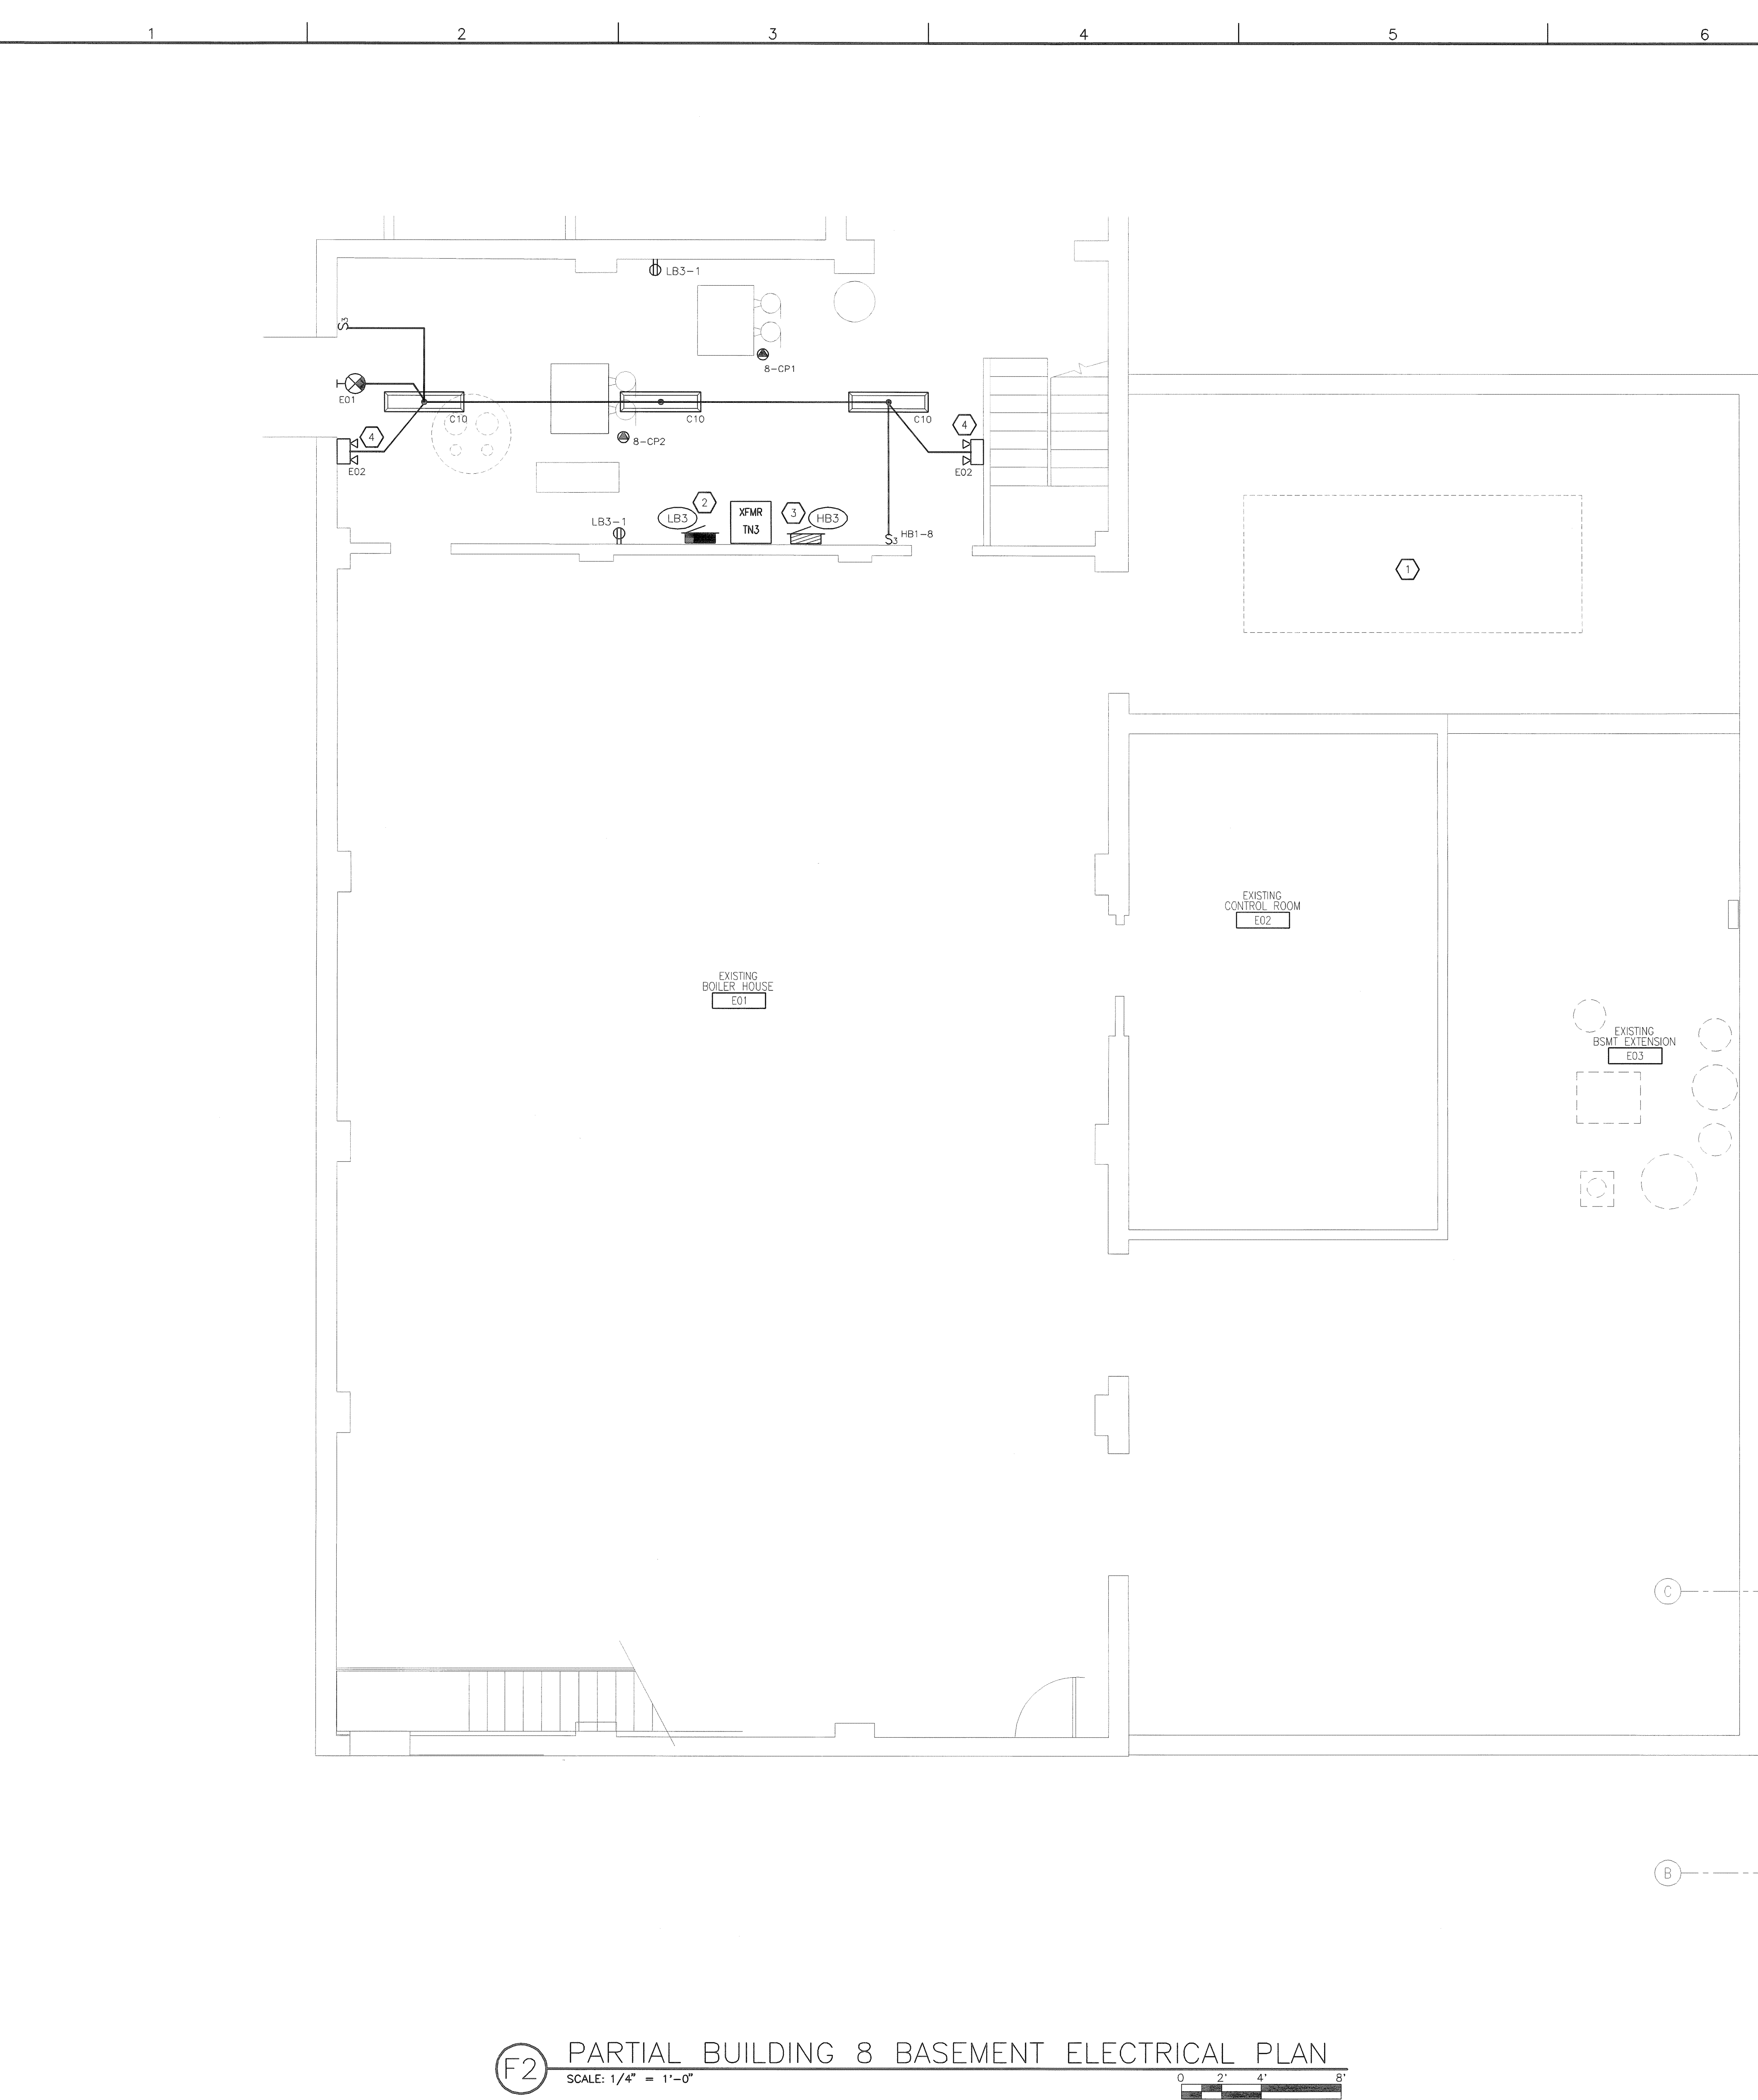 1 2 3 4 5 6
LB3-1
S3
8-CP1
E01
C10 C10 C10
4 4
8-CP2
E02 E02
2
LB3
XFMR
TN3
3
HB3
LB3-1
S3 HB1-8
1
EXISTING
CONTROL ROOM
E02
EXISTING
BOILER HOUSE
E01
EXISTING
BSMT EXTENSION
E03
C
B
F2
PARTIAL BUILDING 8 BASEMENT ELECTRICAL PLAN
SCALE: 1/4" = 1'-0"
0 2' 4' 8'